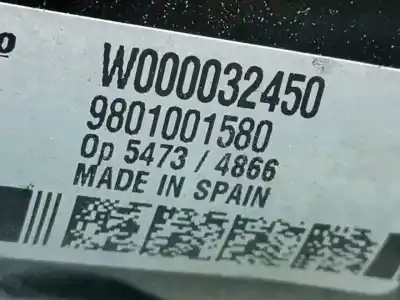 W000032450
9801001580
Op 5473 / 4866
MADE IN SPAIN